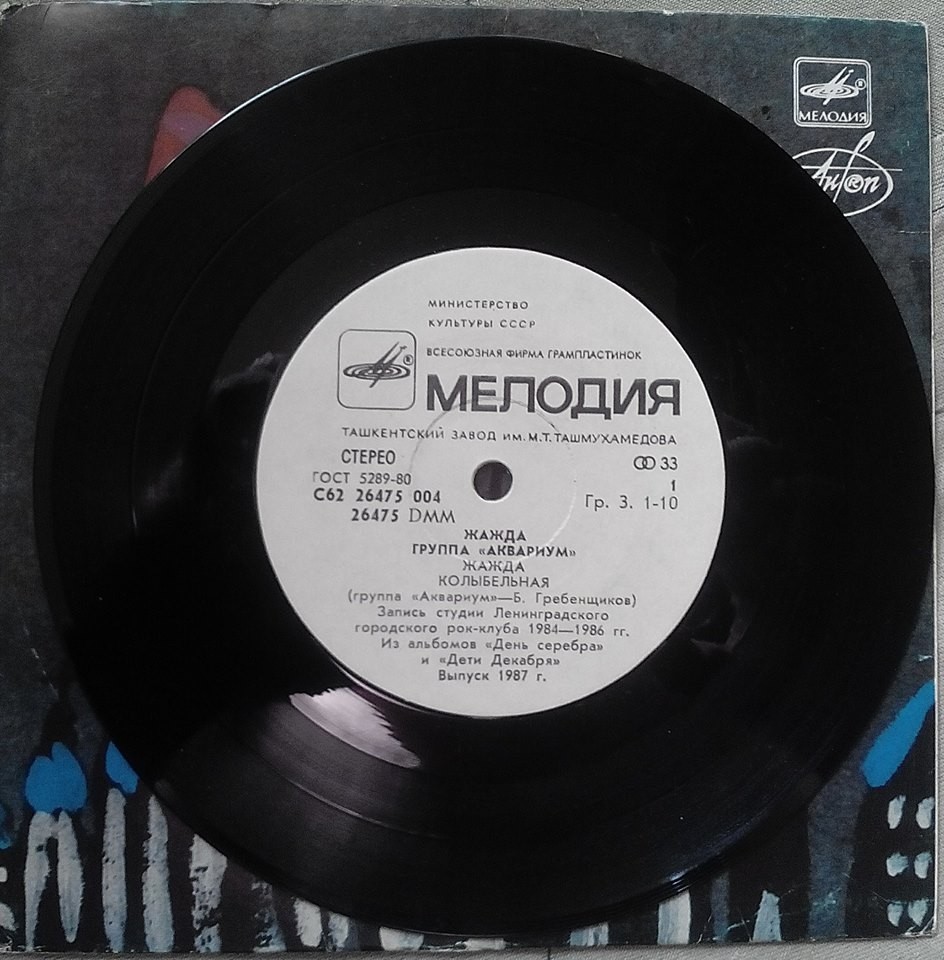 МЕЛОДИЯ
МИНИСТЕРСТВО
КУЛЬТУРЫ СССР
ВСЕСОЮЗНАЯ ФИРМА ГРАМПЛАСТИНОК
МЕЛОДИЯ
ТАШКЕНТСКИЙ ЗАВОД ИМ. М.Т. ТАШМУХАМЕДОВА
СТЕРЕО 33
ГОСТ 5289-80 1
С62 26475 004 Гр. 3. 1-10
26475 DMM
ЖАЖДА
ГРУППА «АКВАРИУМ»
ЖАЖДА
КОЛЫБЕЛЬНАЯ
(группа «Аквариум»—Б. Гребенщиков)
Запись студии Ленинградского
городского рок-клуба 1984—1986 гг.
Из альбомов «День серебра»
и «Дети Декабря»
Выпуск 1987 г.